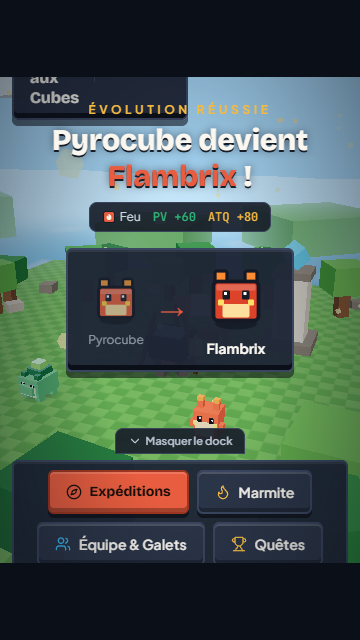 aux
Cubes
ÉVOLUTION RÉUSSIE
Pyrocube devient
Flambrix !
Feu PV +60 ATQ +80
Pyrocube → Flambrix
Masquer le dock
Expéditions Marmite
Équipe & Galets Quêtes